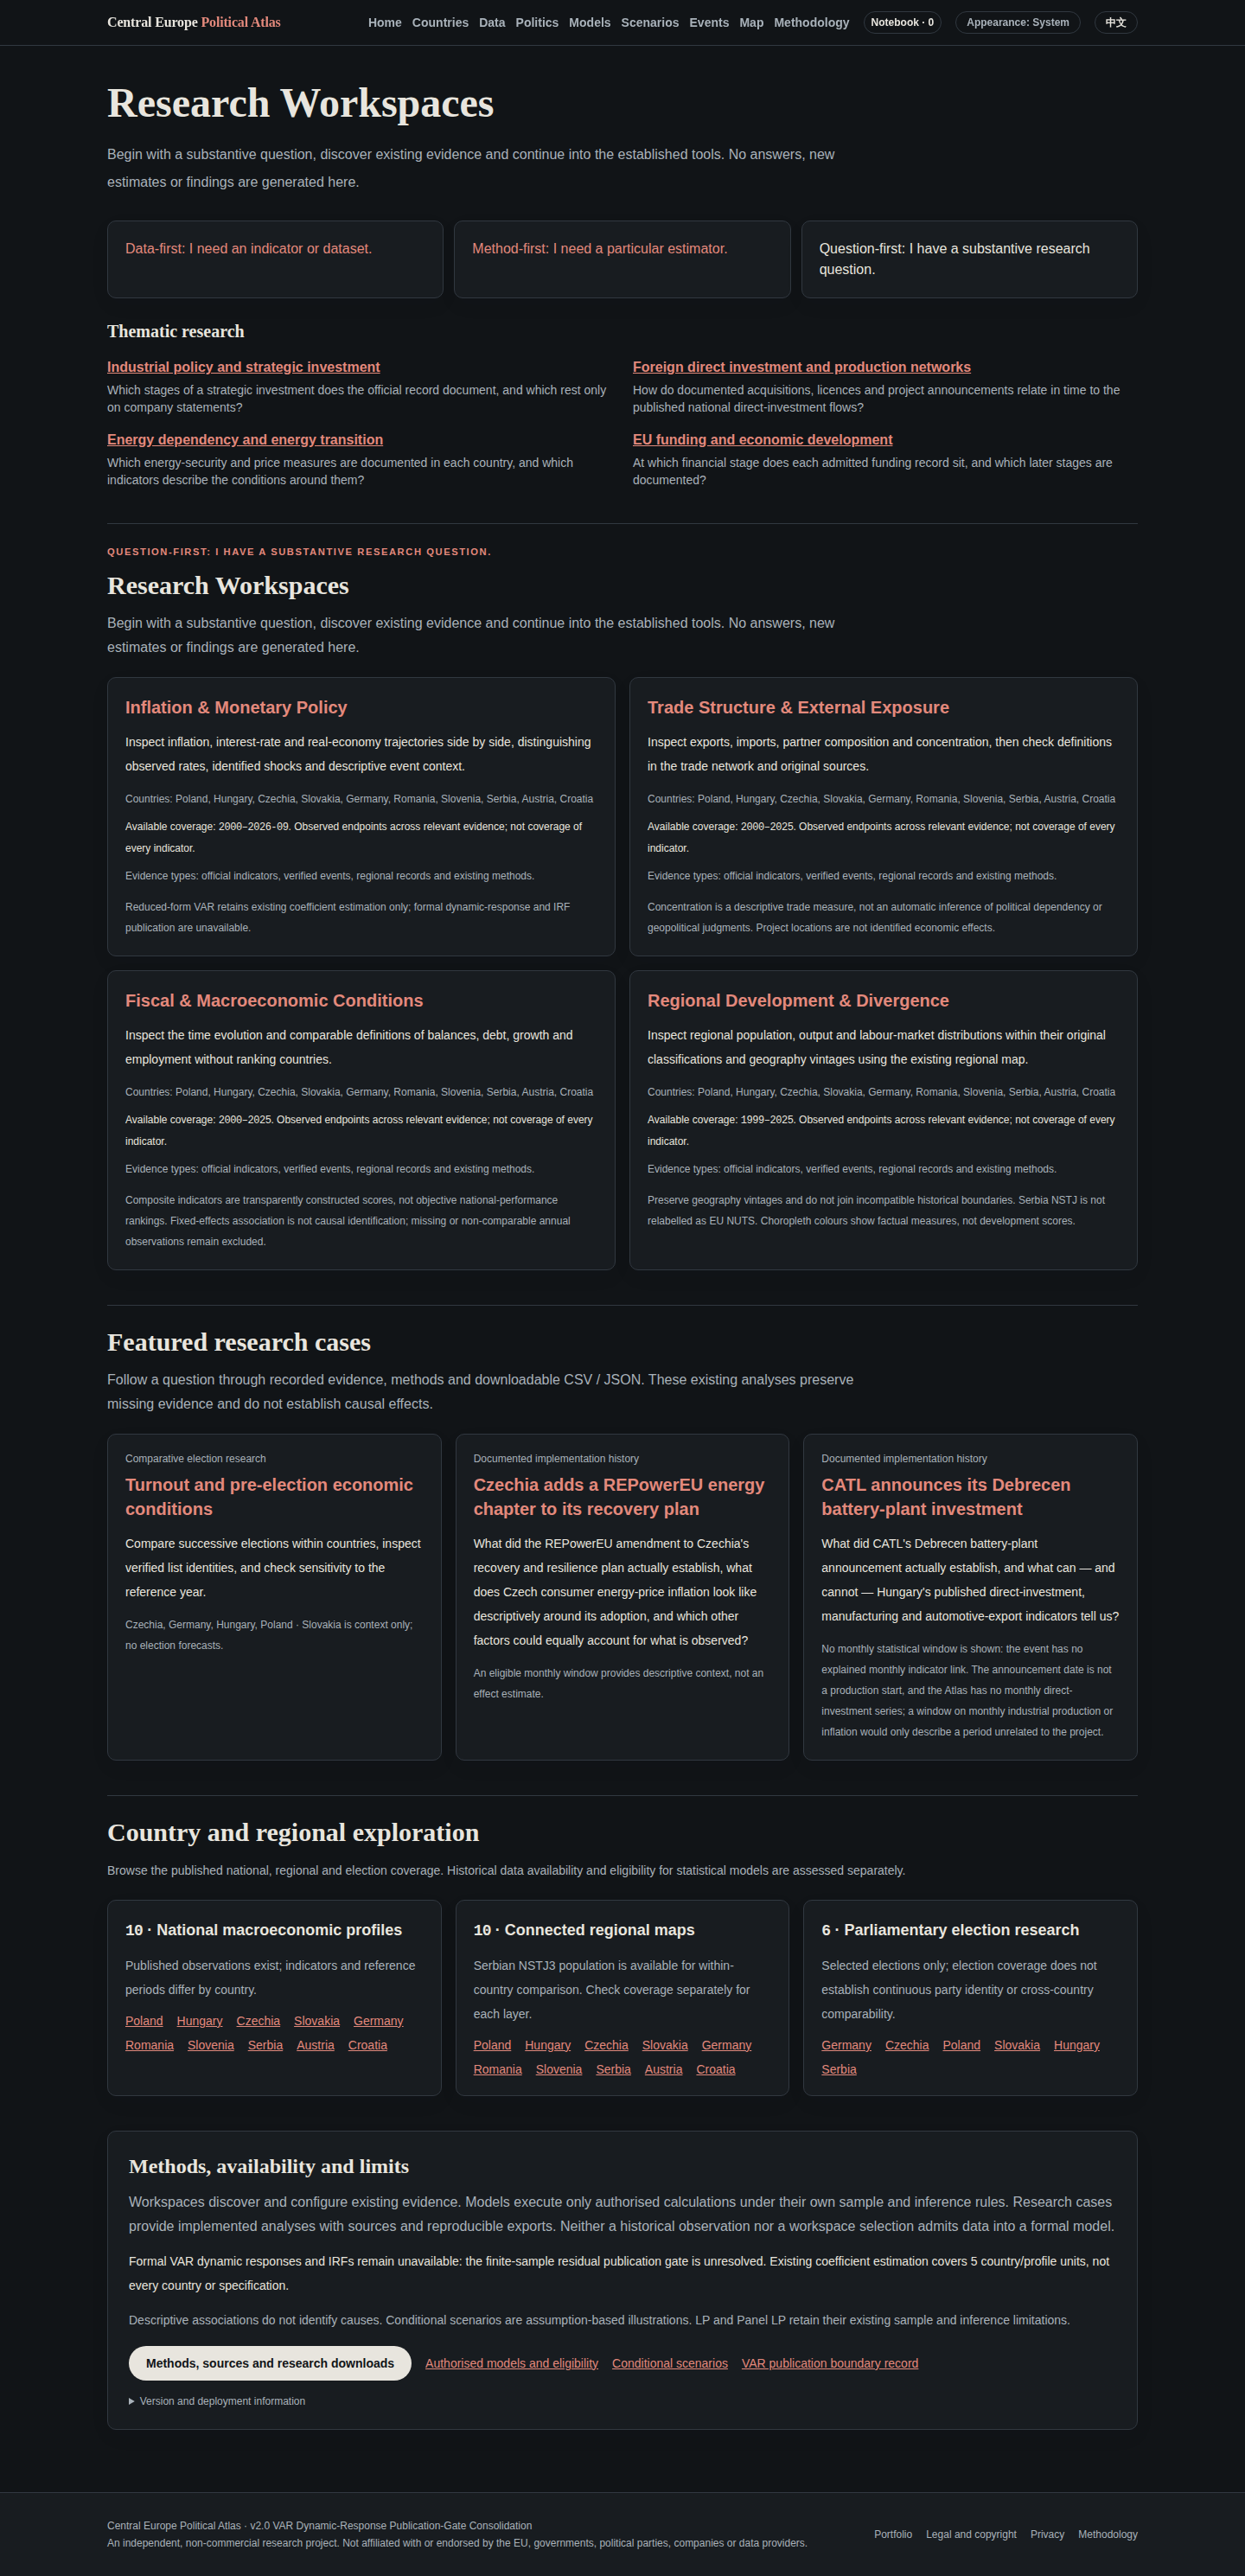 Central Europe Political Atlas
Home Countries Data Politics Models Scenarios Events Map Methodology Notebook · 0 Appearance: System 中文
Research Workspaces
Begin with a substantive question, discover existing evidence and continue into the established tools. No answers, new
estimates or findings are generated here.
Data-first: I need an indicator or dataset.
Method-first: I need a particular estimator.
Question-first: I have a substantive research
question.
Thematic research
Industrial policy and strategic investment
Which stages of a strategic investment does the official record document, and which rest only
on company statements?
Foreign direct investment and production networks
How do documented acquisitions, licences and project announcements relate in time to the
published national direct-investment flows?
Energy dependency and energy transition
Which energy-security and price measures are documented in each country, and which
indicators describe the conditions around them?
EU funding and economic development
At which financial stage does each admitted funding record sit, and which later stages are
documented?
QUESTION-FIRST: I HAVE A SUBSTANTIVE RESEARCH QUESTION.
Research Workspaces
Begin with a substantive question, discover existing evidence and continue into the established tools. No answers, new
estimates or findings are generated here.
Inflation & Monetary Policy
Inspect inflation, interest-rate and real-economy trajectories side by side, distinguishing
observed rates, identified shocks and descriptive event context.
Countries: Poland, Hungary, Czechia, Slovakia, Germany, Romania, Slovenia, Serbia, Austria, Croatia
Available coverage: 2000–2026-09. Observed endpoints across relevant evidence; not coverage of
every indicator.
Evidence types: official indicators, verified events, regional records and existing methods.
Reduced-form VAR retains existing coefficient estimation only; formal dynamic-response and IRF
publication are unavailable.
Trade Structure & External Exposure
Inspect exports, imports, partner composition and concentration, then check definitions
in the trade network and original sources.
Countries: Poland, Hungary, Czechia, Slovakia, Germany, Romania, Slovenia, Serbia, Austria, Croatia
Available coverage: 2000–2025. Observed endpoints across relevant evidence; not coverage of every
indicator.
Evidence types: official indicators, verified events, regional records and existing methods.
Concentration is a descriptive trade measure, not an automatic inference of political dependency or
geopolitical judgments. Project locations are not identified economic effects.
Fiscal & Macroeconomic Conditions
Inspect the time evolution and comparable definitions of balances, debt, growth and
employment without ranking countries.
Countries: Poland, Hungary, Czechia, Slovakia, Germany, Romania, Slovenia, Serbia, Austria, Croatia
Available coverage: 2000–2025. Observed endpoints across relevant evidence; not coverage of every
indicator.
Evidence types: official indicators, verified events, regional records and existing methods.
Composite indicators are transparently constructed scores, not objective national-performance
rankings. Fixed-effects association is not causal identification; missing or non-comparable annual
observations remain excluded.
Regional Development & Divergence
Inspect regional population, output and labour-market distributions within their original
classifications and geography vintages using the existing regional map.
Countries: Poland, Hungary, Czechia, Slovakia, Germany, Romania, Slovenia, Serbia, Austria, Croatia
Available coverage: 1999–2025. Observed endpoints across relevant evidence; not coverage of every
indicator.
Evidence types: official indicators, verified events, regional records and existing methods.
Preserve geography vintages and do not join incompatible historical boundaries. Serbia NSTJ is not
relabelled as EU NUTS. Choropleth colours show factual measures, not development scores.
Featured research cases
Follow a question through recorded evidence, methods and downloadable CSV / JSON. These existing analyses preserve
missing evidence and do not establish causal effects.
Comparative election research
Turnout and pre-election economic
conditions
Compare successive elections within countries, inspect
verified list identities, and check sensitivity to the
reference year.
Czechia, Germany, Hungary, Poland · Slovakia is context only;
no election forecasts.
Documented implementation history
Czechia adds a REPowerEU energy
chapter to its recovery plan
What did the REPowerEU amendment to Czechia's
recovery and resilience plan actually establish, what
does Czech consumer energy-price inflation look like
descriptively around its adoption, and which other
factors could equally account for what is observed?
An eligible monthly window provides descriptive context, not an
effect estimate.
Documented implementation history
CATL announces its Debrecen
battery-plant investment
What did CATL's Debrecen battery-plant
announcement actually establish, and what can — and
cannot — Hungary's published direct-investment,
manufacturing and automotive-export indicators tell us?
No monthly statistical window is shown: the event has no
explained monthly indicator link. The announcement date is not
a production start, and the Atlas has no monthly direct-
investment series; a window on monthly industrial production or
inflation would only describe a period unrelated to the project.
Country and regional exploration
Browse the published national, regional and election coverage. Historical data availability and eligibility for statistical models are assessed separately.
10 · National macroeconomic profiles
Published observations exist; indicators and reference
periods differ by country.
Poland Hungary Czechia Slovakia Germany
Romania Slovenia Serbia Austria Croatia
10 · Connected regional maps
Serbian NSTJ3 population is available for within-
country comparison. Check coverage separately for
each layer.
Poland Hungary Czechia Slovakia Germany
Romania Slovenia Serbia Austria Croatia
6 · Parliamentary election research
Selected elections only; election coverage does not
establish continuous party identity or cross-country
comparability.
Germany Czechia Poland Slovakia Hungary
Serbia
Methods, availability and limits
Workspaces discover and configure existing evidence. Models execute only authorised calculations under their own sample and inference rules. Research cases
provide implemented analyses with sources and reproducible exports. Neither a historical observation nor a workspace selection admits data into a formal model.
Formal VAR dynamic responses and IRFs remain unavailable: the finite-sample residual publication gate is unresolved. Existing coefficient estimation covers 5 country/profile units, not
every country or specification.
Descriptive associations do not identify causes. Conditional scenarios are assumption-based illustrations. LP and Panel LP retain their existing sample and inference limitations.
Methods, sources and research downloads Authorised models and eligibility Conditional scenarios VAR publication boundary record
Version and deployment information
Central Europe Political Atlas · v2.0 VAR Dynamic-Response Publication-Gate Consolidation
An independent, non-commercial research project. Not affiliated with or endorsed by the EU, governments, political parties, companies or data providers.
Portfolio Legal and copyright Privacy Methodology